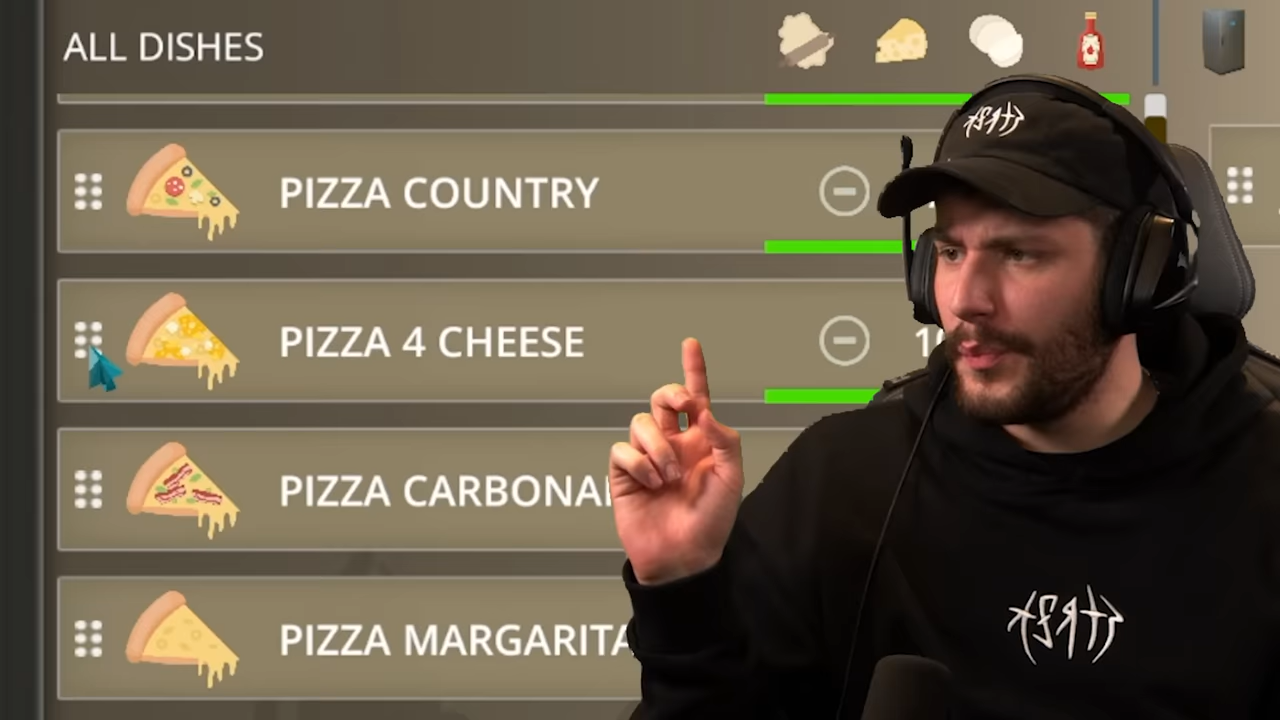 ALL DISHES
PIZZA COUNTRY
PIZZA 4 CHEESE
PIZZA CARBONA
PIZZA MARGARITA